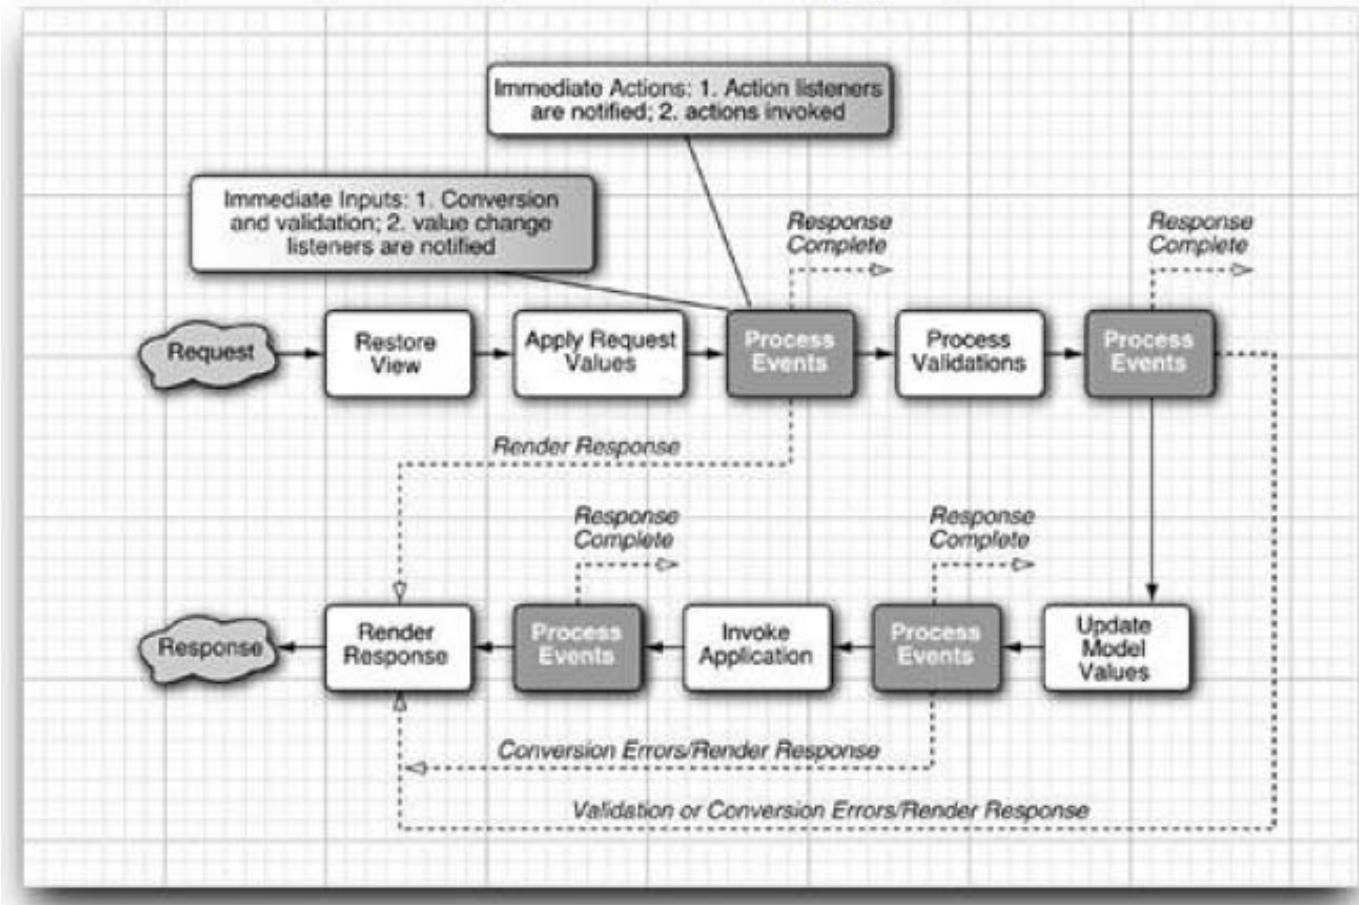 Immediate Actions: 1. Action listeners
are notified; 2. actions invoked
Immediate Inputs: 1. Conversion
and validation; 2. value change
listeners are notified
Response
Complete
Response
Complete
Request
Restore
View
Apply Request
Values
Process
Events
Process
Validations
Process
Events
Render Response
Response
Complete
Response
Complete
Response
Render
Response
Process
Events
Invoke
Application
Process
Events
Update
Model
Values
Conversion Errors/Render Response
Validation or Conversion Errors/Render Response